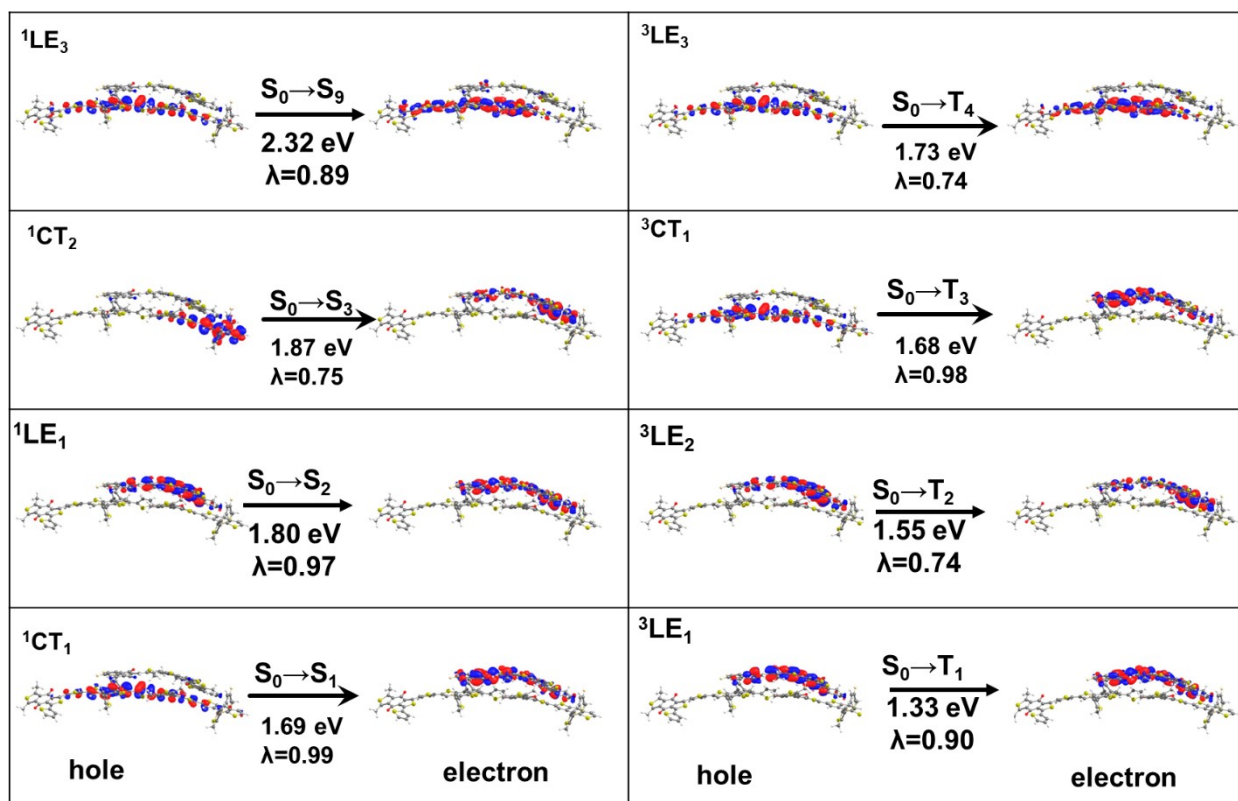 ¹LE₃
S₀→S₉
2.32 eV
λ=0.89
³LE₃
S₀→T₄
1.73 eV
λ=0.74
¹CT₂
S₀→S₃
1.87 eV
λ=0.75
³CT₁
S₀→T₃
1.68 eV
λ=0.98
¹LE₁
S₀→S₂
1.80 eV
λ=0.97
³LE₂
S₀→T₂
1.55 eV
λ=0.74
¹CT₁
S₀→S₁
1.69 eV
λ=0.99
hole
electron
³LE₁
S₀→T₁
1.33 eV
λ=0.90
hole
electron